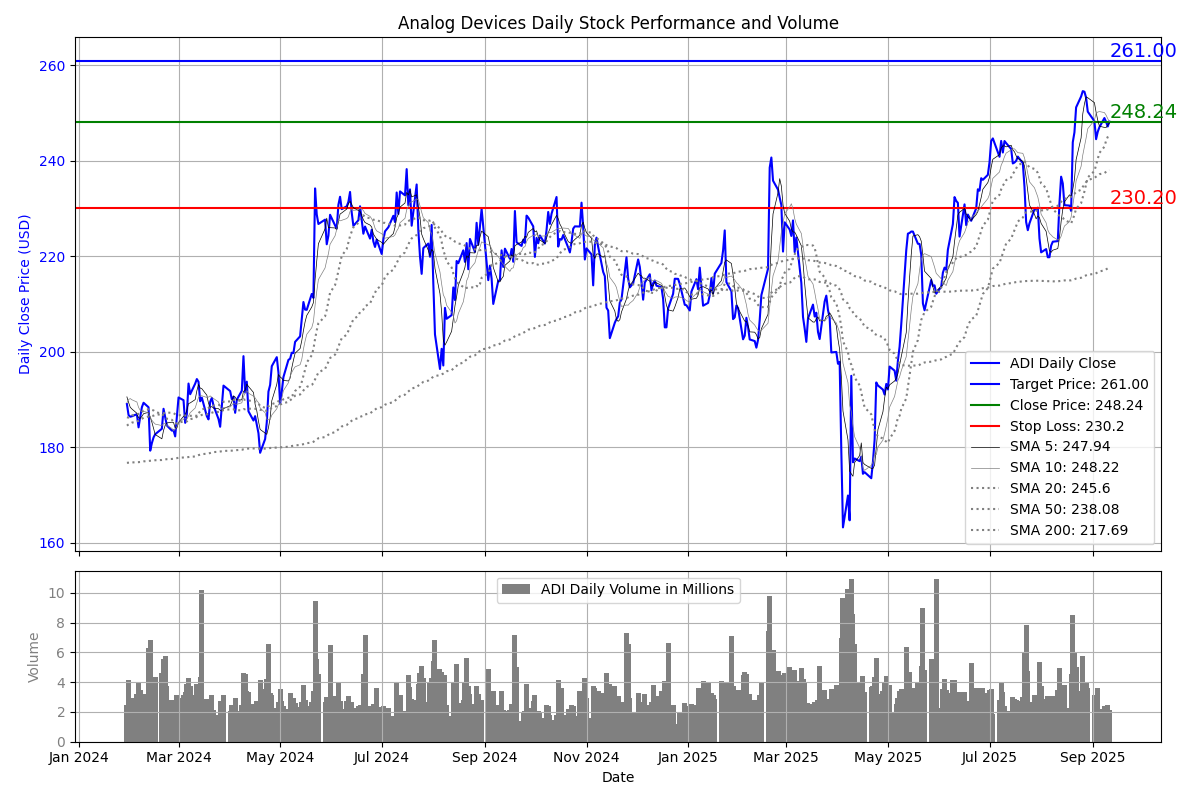 Analog Devices Daily Stock Performance and Volume
261.00
248.24
230.20
260
240
220
200
180
160
Daily Close Price (USD)
ADI Daily Close
Target Price: 261.00
Close Price: 248.24
Stop Loss: 230.2
SMA 5: 247.94
SMA 10: 248.22
SMA 20: 245.6
SMA 50: 238.08
SMA 200: 217.69
ADI Daily Volume in Millions
10
8
6
4
2
0
Volume
Jan 2024 Mar 2024 May 2024 Jul 2024 Sep 2024 Nov 2024 Jan 2025 Mar 2025 May 2025 Jul 2025 Sep 2025
Date